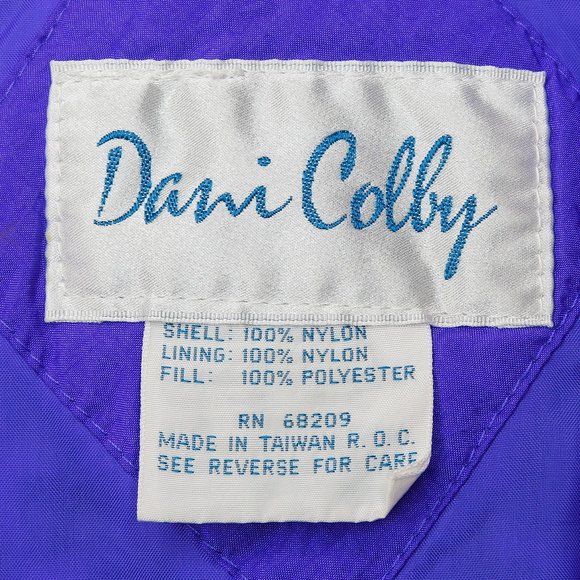 Dani Colby
SHELL: 100% NYLON
LINING: 100% NYLON
FILL: 100% POLYESTER
RN 68209
MADE IN TAIWAN R.O.C.
SEE REVERSE FOR CARE